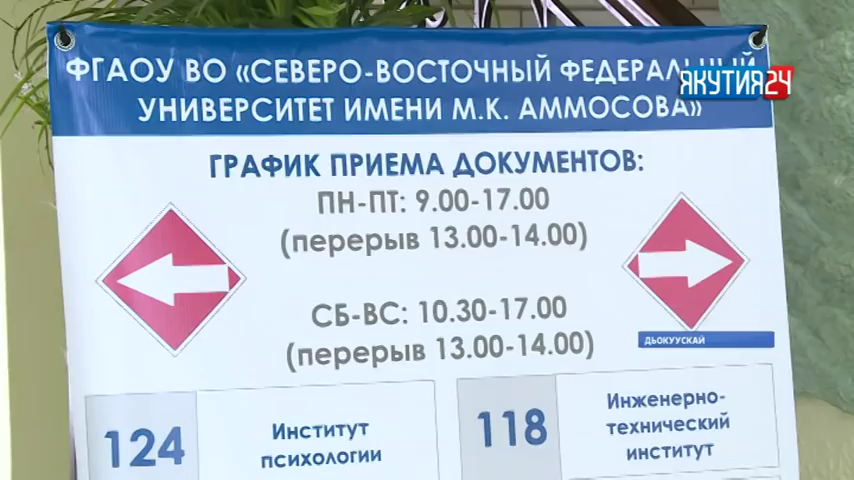 ФГАОУ ВО «СЕВЕРО-ВОСТОЧНЫЙ ФЕДЕРАЛЬНЫЙ
УНИВЕРСИТЕТ ИМЕНИ М.К. АММОСОВА»
ЯКУТИЯ24
ГРАФИК ПРИЕМА ДОКУМЕНТОВ:
ПН-ПТ: 9.00-17.00
(перерыв 13.00-14.00)
СБ-ВС: 10.30-17.00
(перерыв 13.00-14.00)
ДЬОКУУСКАЙ
124
Институт
психологии
118
Инженерно-
технический
институт